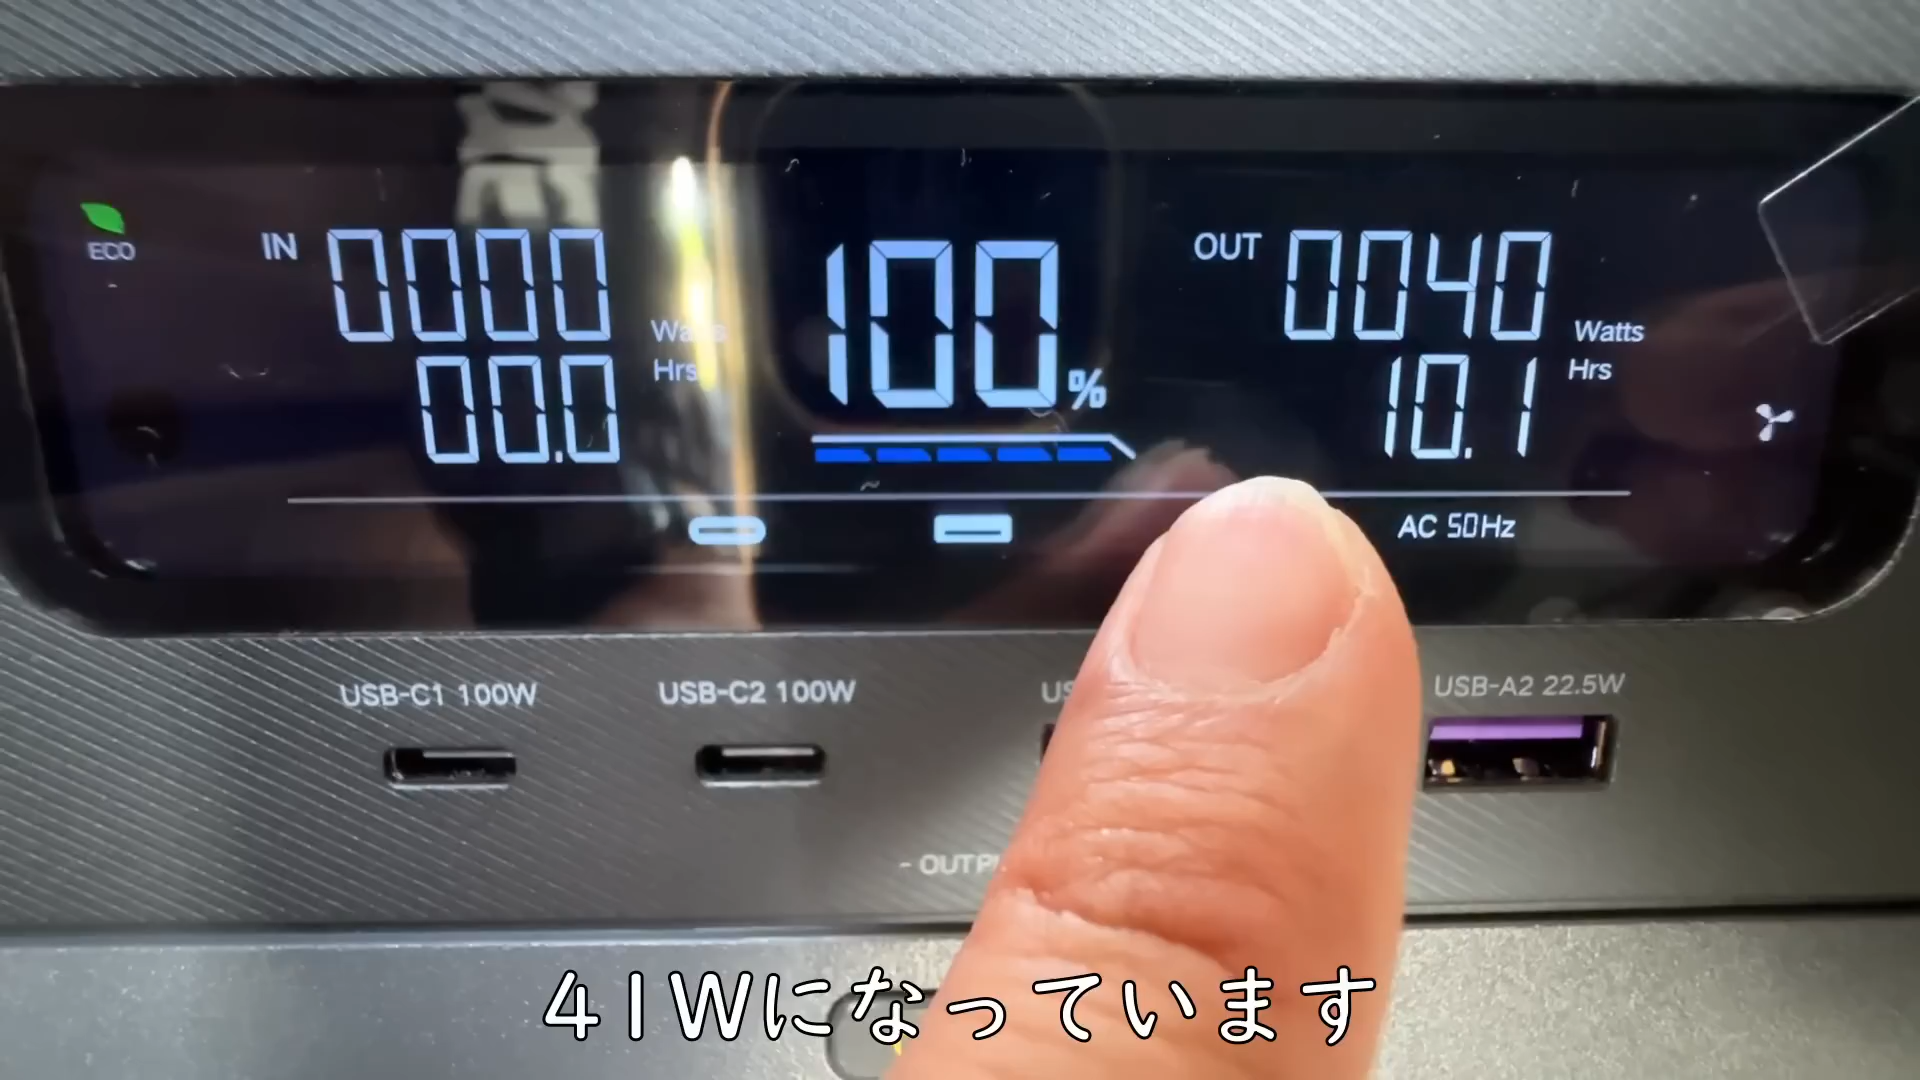 ECO
IN 0000 Watts
00.0 Hrs
100%
OUT 0040 Watts
10.1 Hrs
AC 50Hz
USB-C1 100W
USB-C2 100W
USB-A2 22.5W
41Wになっています